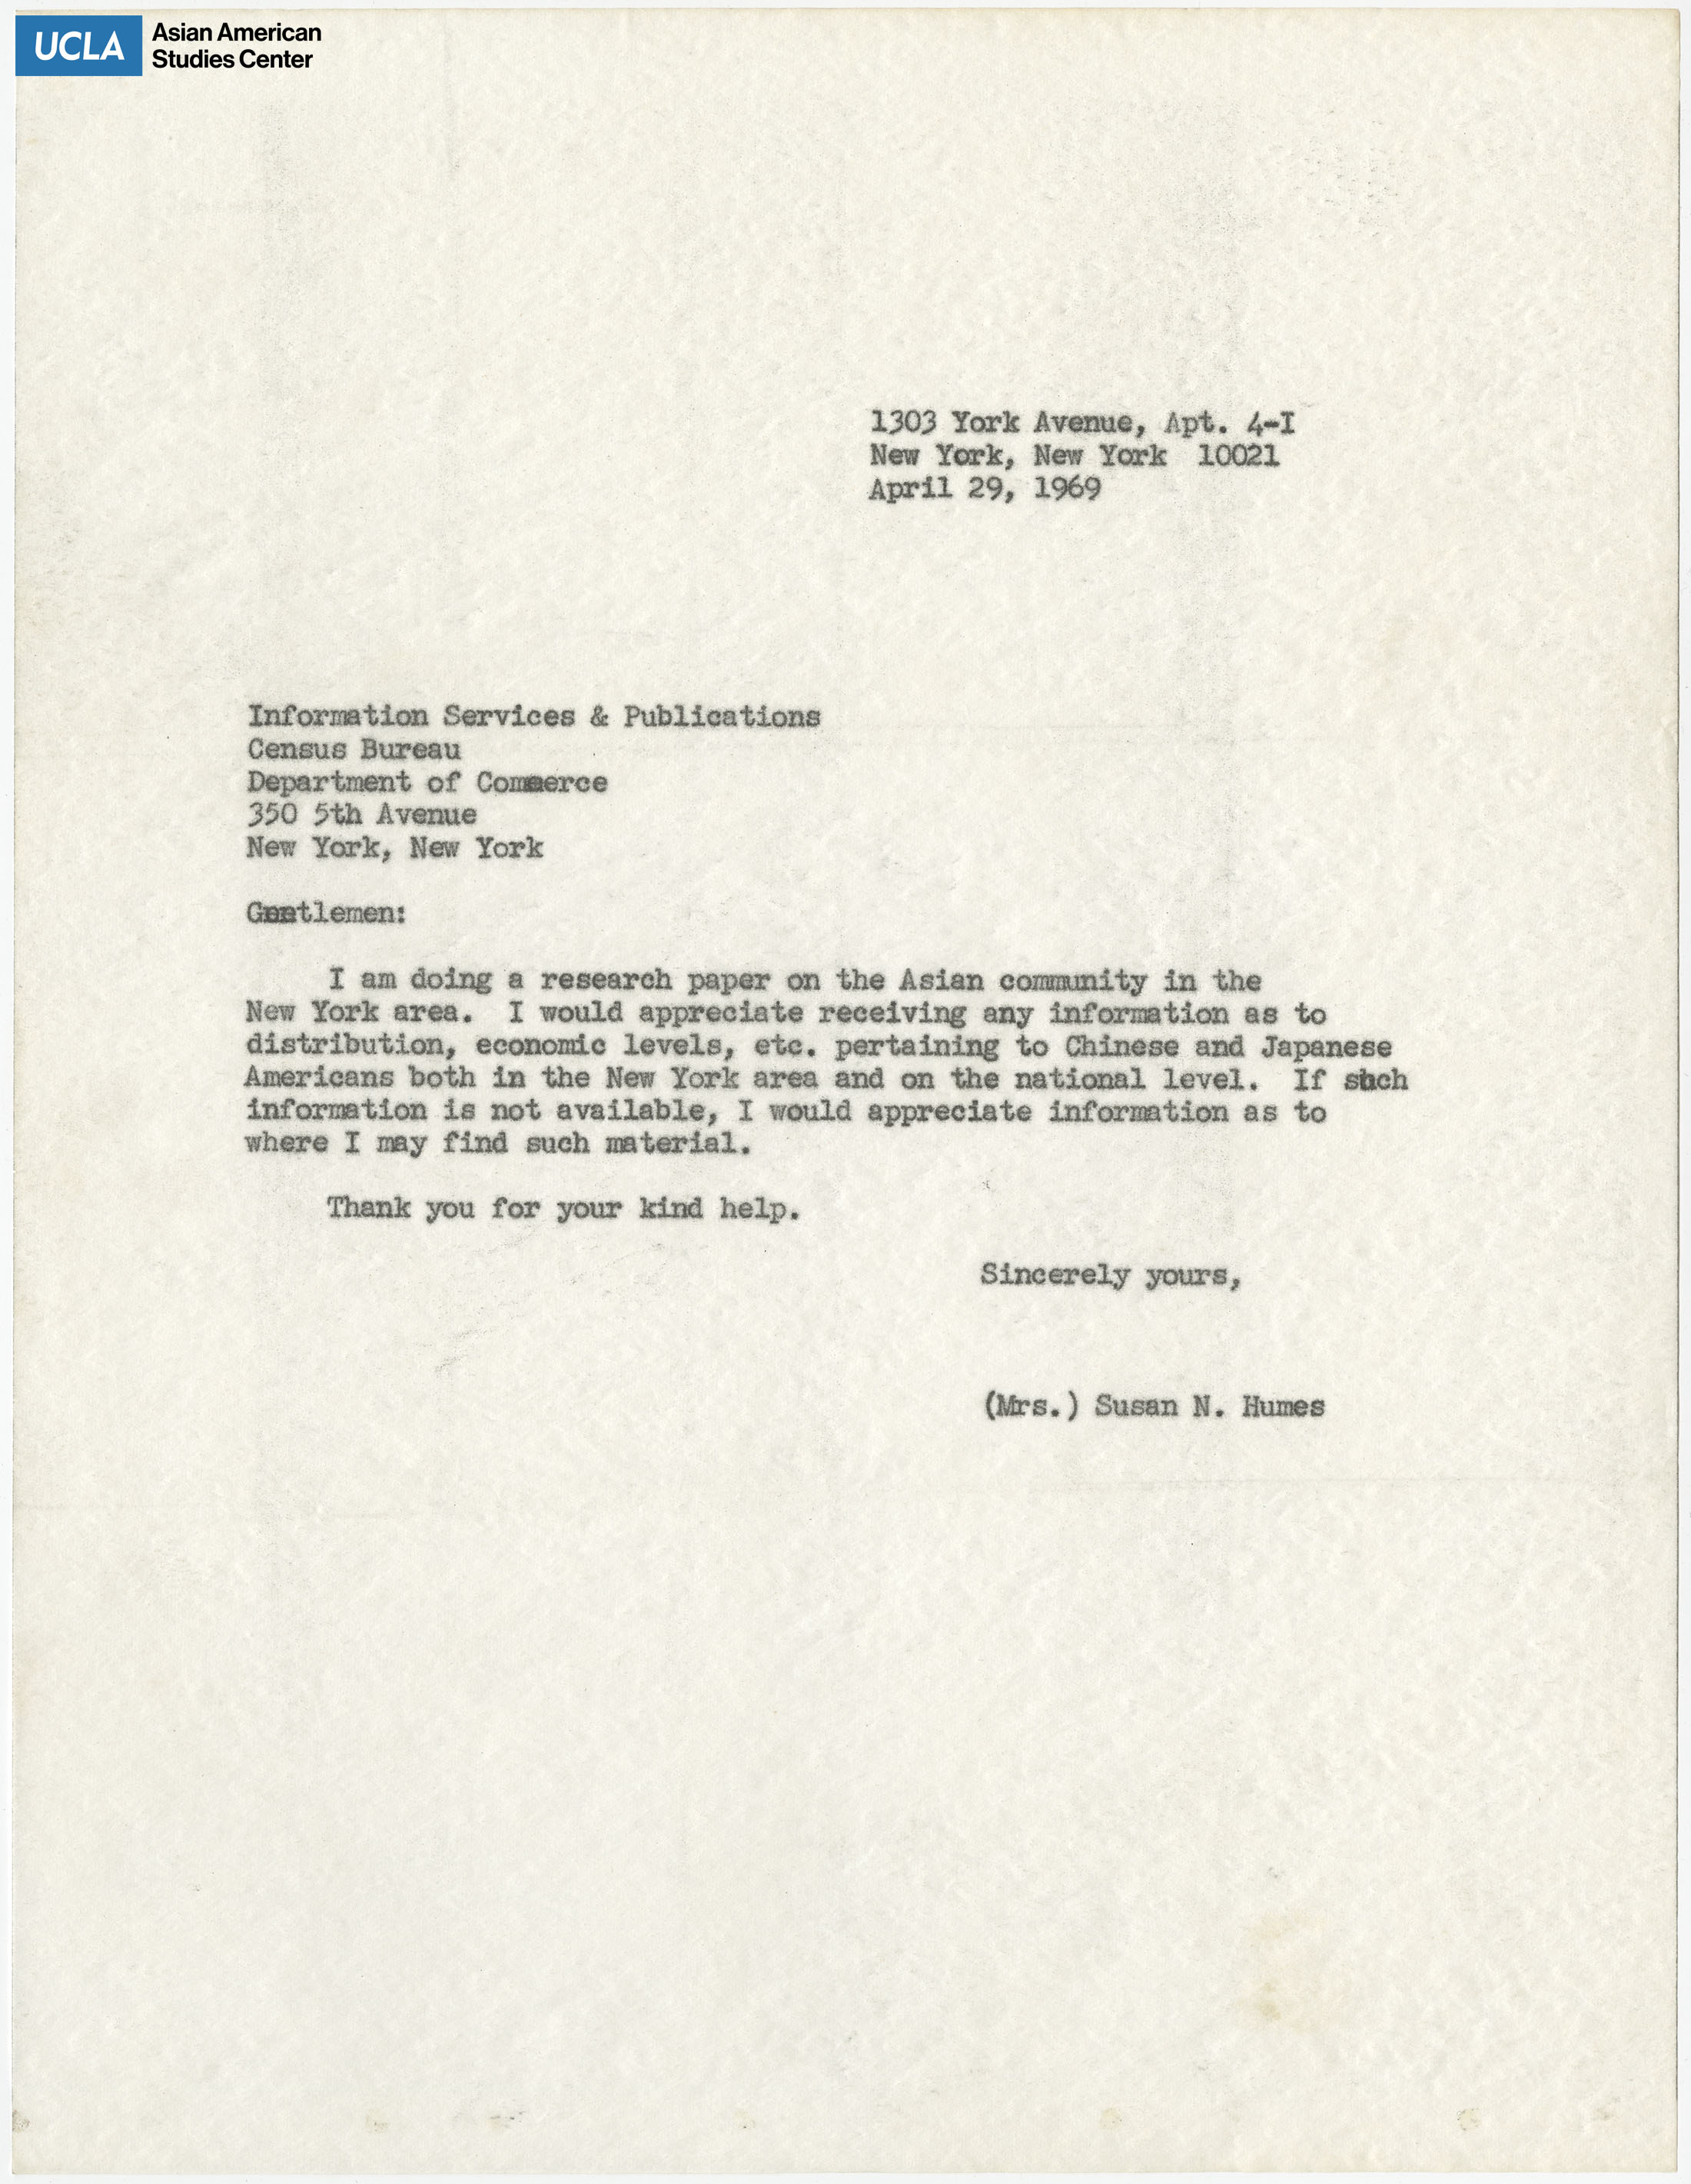 UCLA Asian American
Studies Center
1303 York Avenue, Apt. 4-I
New York, New York  10021
April 29, 1969
Information Services & Publications
Census Bureau
Department of Commerce
350 5th Avenue
New York, New York
Gentlemen:
I am doing a research paper on the Asian community in the
New York area.  I would appreciate receiving any information as to
distribution, economic levels, etc. pertaining to Chinese and Japanese
Americans both in the New York area and on the national level.  If such
information is not available, I would appreciate information as to
where I may find such material.
Thank you for your kind help.
Sincerely yours,
(Mrs.) Susan N. Humes